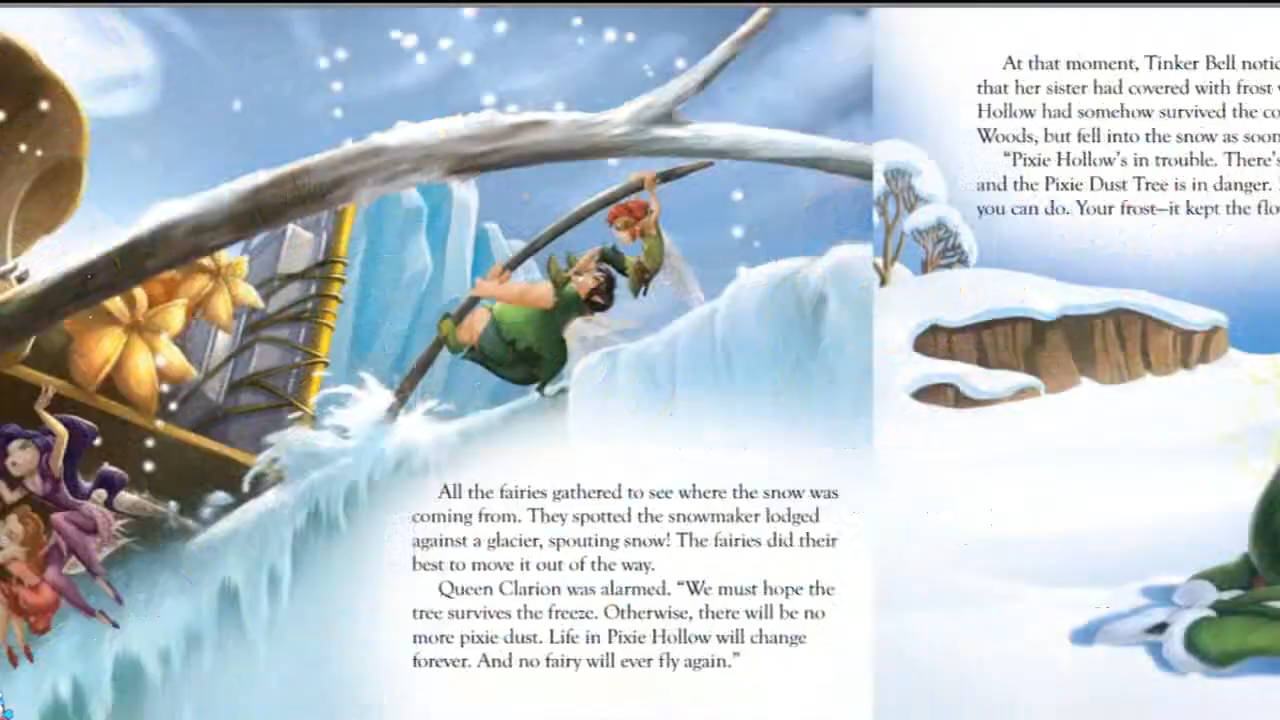 All the fairies gathered to see where the snow was
coming from. They spotted the snowmaker lodged
against a glacier, spouting snow! The fairies did their
best to move it out of the way.
Queen Clarion was alarmed. “We must hope the
tree survives the freeze. Otherwise, there will be no
more pixie dust. Life in Pixie Hollow will change
forever. And no fairy will ever fly again.”
At that moment, Tinker Bell
that her sister had covered with frost
Hollow had somehow survived the
Woods, but fell into the snow as soon
“Pixie Hollow’s in trouble. There’s
and the Pixie Dust Tree is in danger.
you can do. Your frost—it kept the